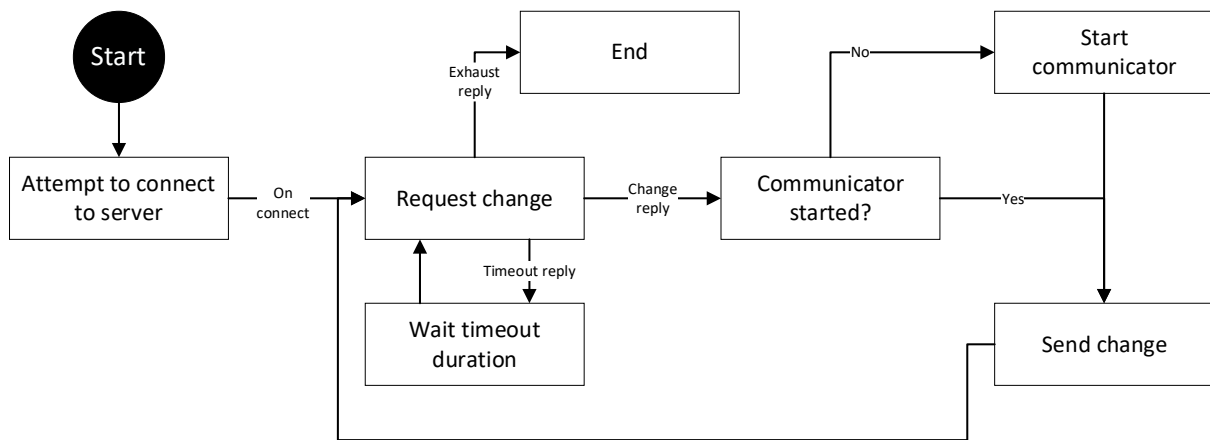 Start
End
Start
communicator
No
Exhaust
reply
Attempt to connect
to server
On
connect
Request change
Change
reply
Communicator
started?
Yes
Timeout reply
Wait timeout
duration
Send change